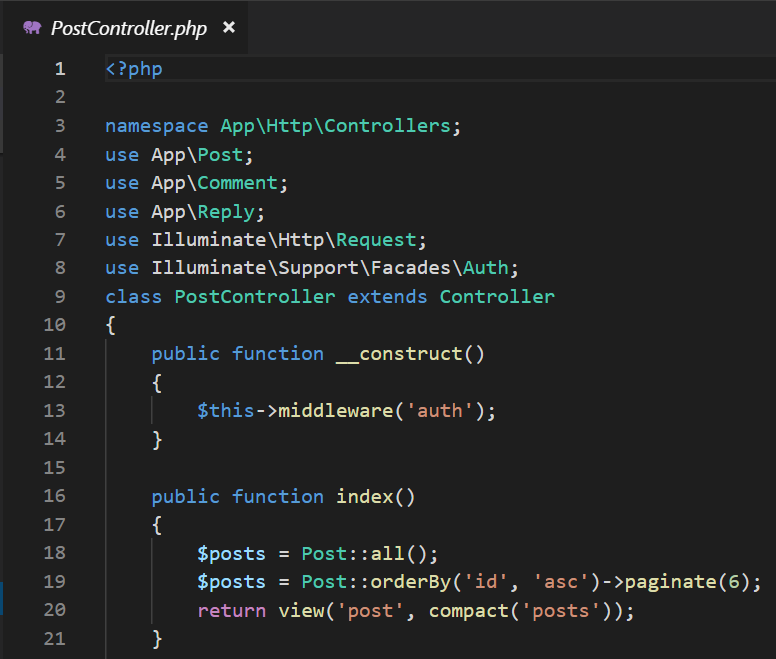 PostController.php ×
1 <?php
2
3 namespace App\Http\Controllers;
4 use App\Post;
5 use App\Comment;
6 use App\Reply;
7 use Illuminate\Http\Request;
8 use Illuminate\Support\Facades\Auth;
9 class PostController extends Controller
10 {
11     public function __construct()
12     {
13         $this->middleware('auth');
14     }
15
16     public function index()
17     {
18         $posts = Post::all();
19         $posts = Post::orderBy('id', 'asc')->paginate(6);
20         return view('post', compact('posts'));
21     }